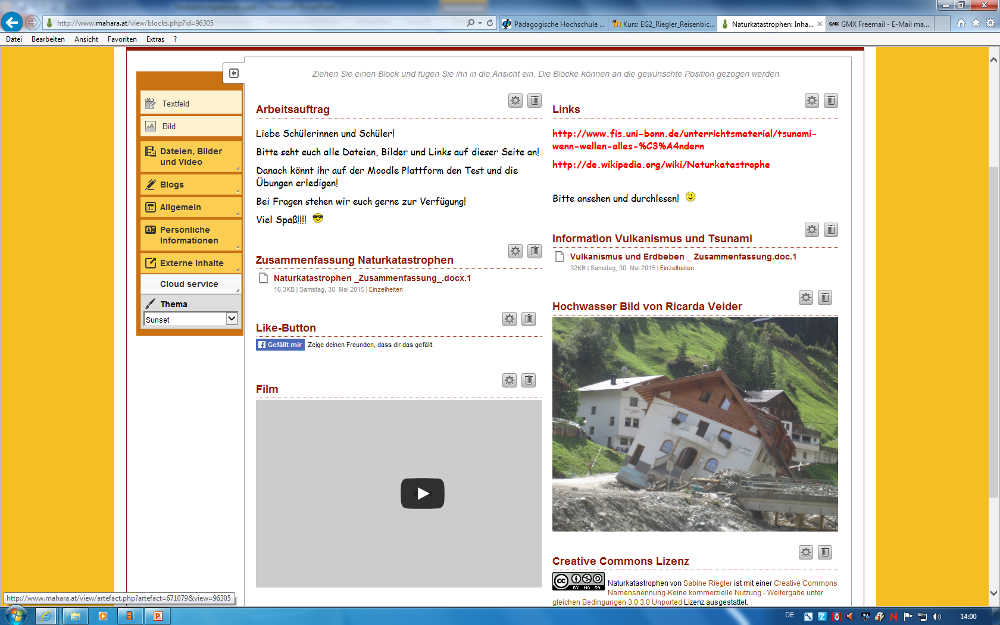 http://www.mahara.at/view/blocks.php?id=96305
Pädagogische Hochschule ...
Kurs: EG2_Riegler_Reisenbic...
Naturkatastrophen: Inha...
GMX Freemail - E-Mail ma...
Datei Bearbeiten Ansicht Favoriten Extras ?
Ziehen Sie einen Block und fügen Sie ihn in die Ansicht ein. Die Blöcke können an die gewünschte Position gezogen werden.
Textfeld
Bild
Dateien, Bilder
und Video
Blogs
Allgemein
Persönliche
Informationen
Externe Inhalte
Cloud service
Thema
Sunset
Arbeitsauftrag
Liebe Schülerinnen und Schüler!
Bitte seht euch alle Dateien, Bilder und Links auf dieser Seite an!
Danach könnt ihr auf der Moodle Plattform den Test und die
Übungen erledigen!
Bei Fragen stehen wir euch gerne zur Verfügung!
Viel Spaß!!!!
Zusammenfassung Naturkatastrophen
Naturkatastrophen _Zusammenfassung_.docx.1
16,3KB | Samstag, 30. Mai 2015 | Einzelheiten
Like-Button
Gefällt mir Zeige deinen Freunden, dass dir das gefällt.
Film
Links
http://www.fis.uni-bonn.de/unterrichtsmaterial/tsunami-
wenn-wellen-alles-%C3%A4ndern
http://de.wikipedia.org/wiki/Naturkatastrophe
Bitte ansehen und durchlesen!
Information Vulkanismus und Tsunami
Vulkanismus und Erdbeben _ Zusammenfassung.doc.1
32KB | Samstag, 30. Mai 2015 | Einzelheiten
Hochwasser Bild von Ricarda Veider
Creative Commons Lizenz
CC BY NC SA
Naturkatastrophen von Sabine Riegler ist mit einer Creative Commons
Namensnennung-Keine kommerzielle Nutzung - Weitergabe unter
gleichen Bedingungen 3.0 3.0 Unported Lizenz ausgestattet.
http://www.mahara.at/view/artefact.php?artefact=671079&view=96305
DE
14:00